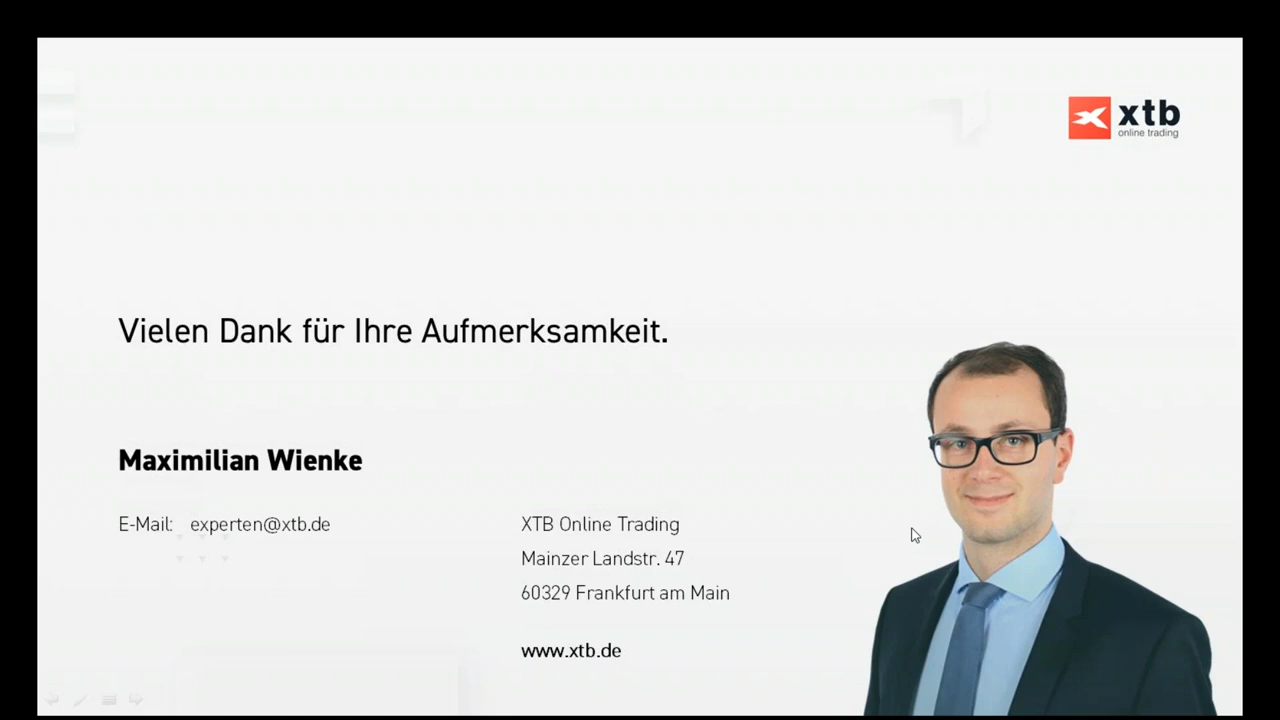 xtb
online trading
Vielen Dank für Ihre Aufmerksamkeit.
Maximilian Wienke
E-Mail: experten@xtb.de
XTB Online Trading
Mainzer Landstr. 47
60329 Frankfurt am Main
www.xtb.de